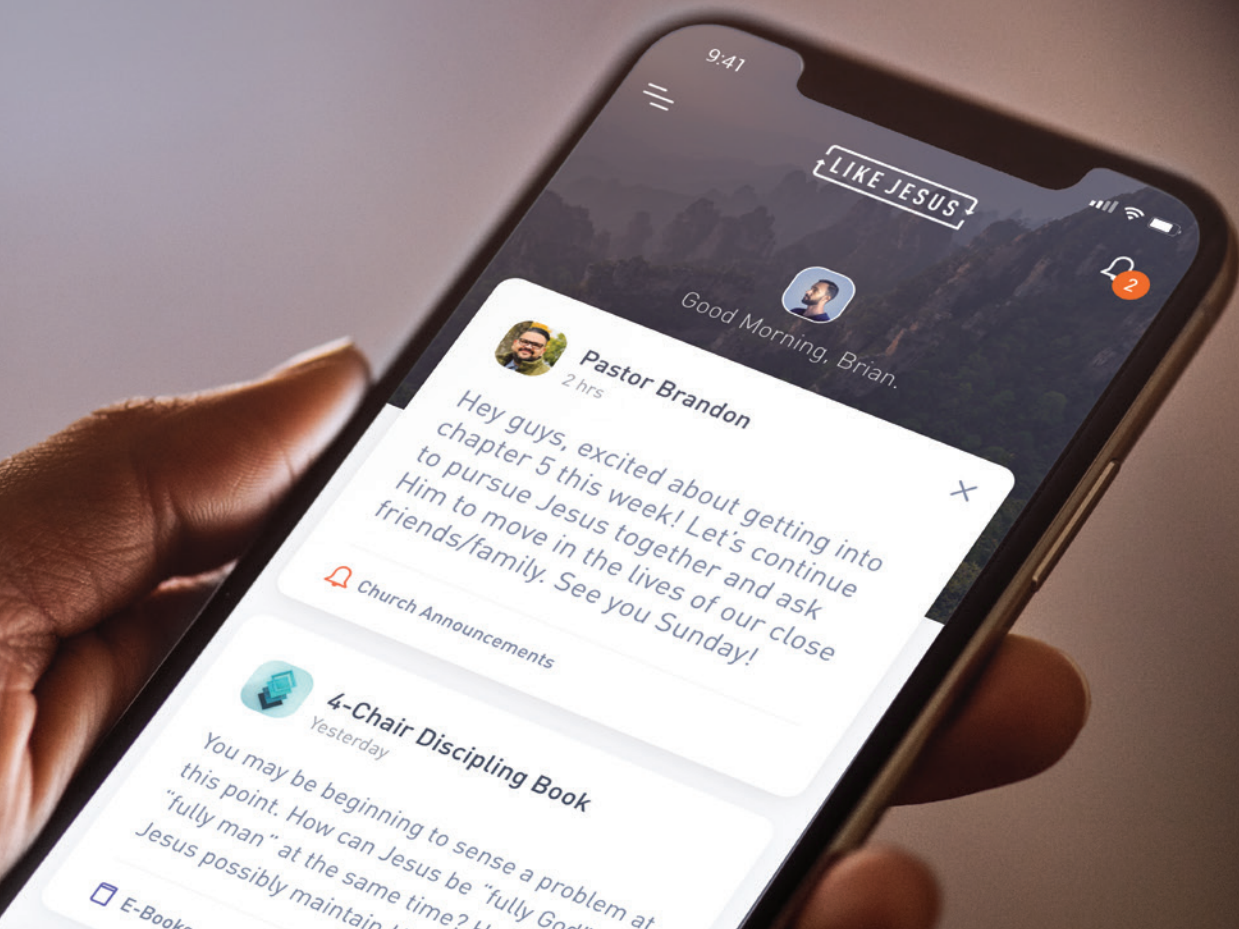 9:41
LIKE JESUS
2
Good Morning, Brian.
Pastor Brandon
2 hrs
Hey guys, excited about getting into
chapter 5 this week! Let's continue
to pursue Jesus together and ask
Him to move in the lives of our close
friends/family. See you Sunday!
Church Announcements
4-Chair Discipling Book
Yesterday
You may be beginning to sense a problem at
this point. How can Jesus be "fully God"
"fully man" at the same time?
Jesus possibly maintain
E-Books